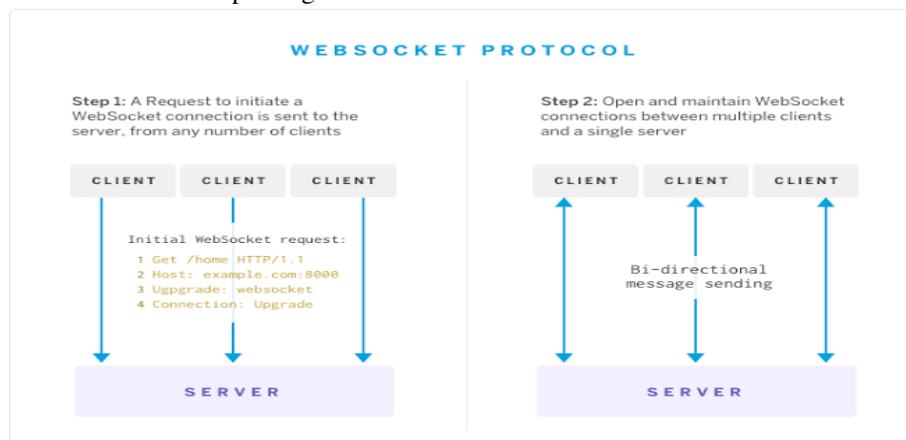 WEBSOCKET PROTOCOL
Step 1: A Request to initiate a
WebSocket connection is sent to the
server, from any number of clients
CLIENT CLIENT CLIENT
Initial WebSocket request:
1 Get /home HTTP/1.1
2 Host: example.com:8000
3 Ugpgrade: websocket
4 Connection: Upgrade
SERVER
Step 2: Open and maintain WebSocket
connections between multiple clients
and a single server
CLIENT CLIENT CLIENT
Bi-directional
message sending
SERVER